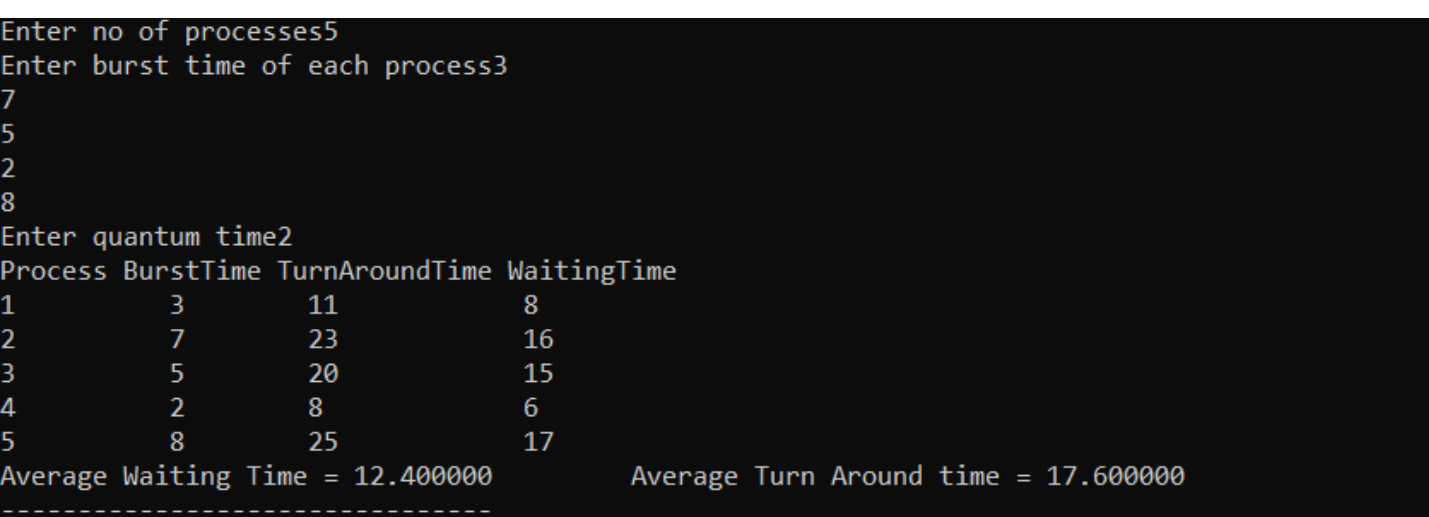 Enter no of processes5
Enter burst time of each process3
7
5
2
8
Enter quantum time2
Process BurstTime TurnAroundTime WaitingTime
1 3 11 8
2 7 23 16
3 5 20 15
4 2 8 6
5 8 25 17
Average Waiting Time = 12.400000 Average Turn Around time = 17.600000
--------------------------------